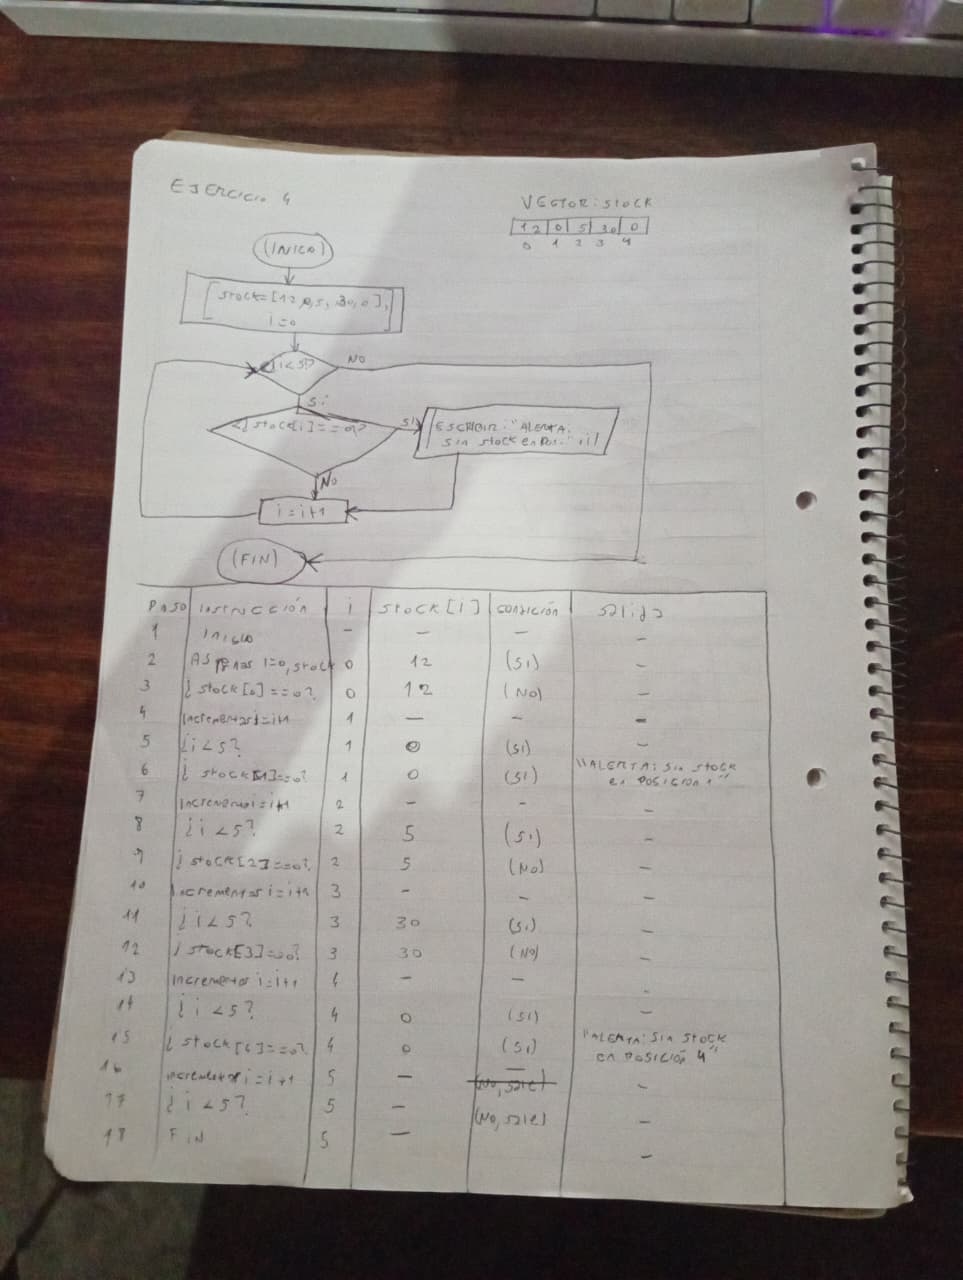 EJERCICIO 4
VECTOR: STOCK
12 0 5 30 0
0 1 2 3 4
(INICIO)
stock=[12,0,5,30,0],
i=0
¿i<5?
NO
Si
¿stock[i]==0?
Si
ESCRIBIR: "ALERTA:
Sin stock en Pos:" i
No
i=i+1
(FIN)
PASO Instrucción i STOCK [i] condición salida
1 Inicio - - - -
2 Asignas i=0, stock 0 12 (Si) -
3 ¿stock[0]==0? 0 12 (No) -
4 incrementar i=i+1 1 - - -
5 ¿i<5? 1 0 (Si) -
6 ¿stock[1]==0? 1 0 (Si) "ALERTA: Sin stock
en POSICION 1"
7 incrementar i=i+1 2 - - -
8 ¿i<5? 2 5 (Si) -
9 ¿stock[2]==0? 2 5 (No) -
10 Incrementar i=i+1 3 - - -
11 ¿i<5? 3 30 (Si) -
12 ¿stock[3]==0? 3 30 (No) -
13 incrementar i=i+1 4 - - -
14 ¿i<5? 4 0 (Si) -
15 ¿stock[4]==0? 4 0 (Si) "ALERTA: Sin stock
en POSICIÓN 4"
16 incrementar i=i+1 5 - (No, sale) -
17 ¿i<5? 5 - (No, sale) -
18 FIN 5 - -